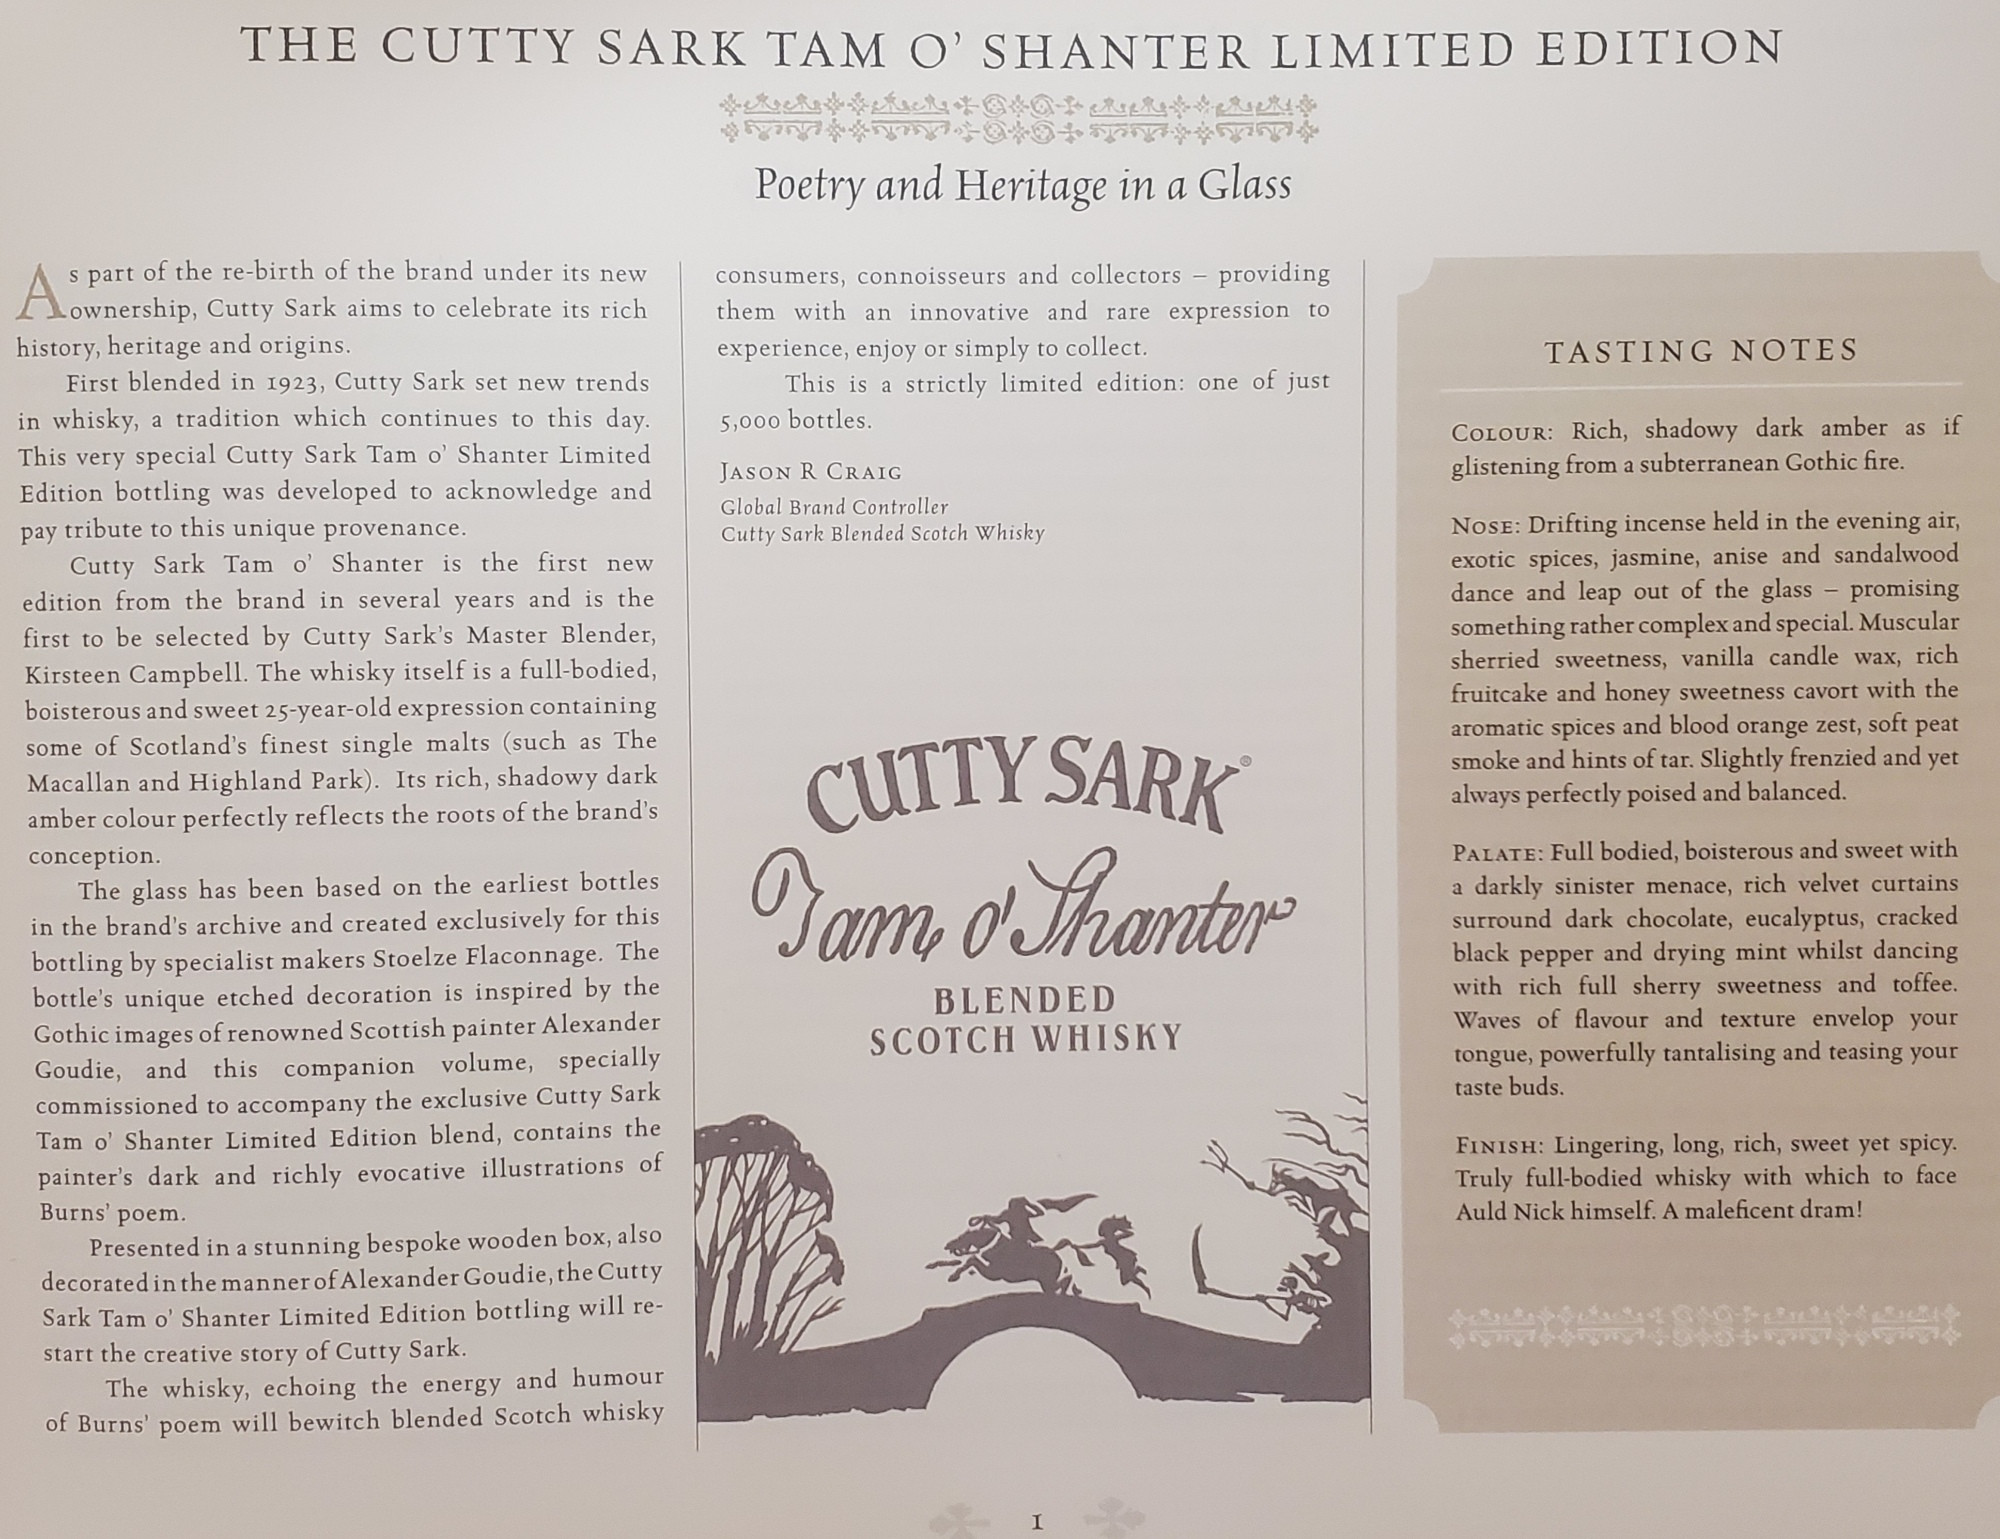 THE CUTTY SARK TAM O' SHANTER LIMITED EDITION
Poetry and Heritage in a Glass
As part of the re-birth of the brand under its new
ownership, Cutty Sark aims to celebrate its rich
history, heritage and origins.
First blended in 1923, Cutty Sark set new trends
in whisky, a tradition which continues to this day.
This very special Cutty Sark Tam o' Shanter Limited
Edition bottling was developed to acknowledge and
pay tribute to this unique provenance.
Cutty Sark Tam o' Shanter is the first new
edition from the brand in several years and is the
first to be selected by Cutty Sark's Master Blender,
Kirsteen Campbell. The whisky itself is a full-bodied,
boisterous and sweet 25-year-old expression containing
some of Scotland's finest single malts (such as The
Macallan and Highland Park). Its rich, shadowy dark
amber colour perfectly reflects the roots of the brand's
conception.
The glass has been based on the earliest bottles
in the brand's archive and created exclusively for this
bottling by specialist makers Stoelze Flaconnage. The
bottle's unique etched decoration is inspired by the
Gothic images of renowned Scottish painter Alexander
Goudie, and this companion volume, specially
commissioned to accompany the exclusive Cutty Sark
Tam o' Shanter Limited Edition blend, contains the
painter's dark and richly evocative illustrations of
Burns' poem.
Presented in a stunning bespoke wooden box, also
decorated in the manner of Alexander Goudie, the Cutty
Sark Tam o' Shanter Limited Edition bottling will re-
start the creative story of Cutty Sark.
The whisky, echoing the energy and humour
of Burns' poem will bewitch blended Scotch whisky
consumers, connoisseurs and collectors – providing
them with an innovative and rare expression to
experience, enjoy or simply to collect.
This is a strictly limited edition: one of just
5,000 bottles.
JASON R CRAIG
Global Brand Controller
Cutty Sark Blended Scotch Whisky
CUTTY SARK®
Tam o' Shanter
BLENDED
SCOTCH WHISKY
TASTING NOTES
COLOUR: Rich, shadowy dark amber as if
glistening from a subterranean Gothic fire.
NOSE: Drifting incense held in the evening air,
exotic spices, jasmine, anise and sandalwood
dance and leap out of the glass – promising
something rather complex and special. Muscular
sherried sweetness, vanilla candle wax, rich
fruitcake and honey sweetness cavort with the
aromatic spices and blood orange zest, soft peat
smoke and hints of tar. Slightly frenzied and yet
always perfectly poised and balanced.
PALATE: Full bodied, boisterous and sweet with
a darkly sinister menace, rich velvet curtains
surround dark chocolate, eucalyptus, cracked
black pepper and drying mint whilst dancing
with rich full sherry sweetness and toffee.
Waves of flavour and texture envelop your
tongue, powerfully tantalising and teasing your
taste buds.
FINISH: Lingering, long, rich, sweet yet spicy.
Truly full-bodied whisky with which to face
Auld Nick himself. A maleficent dram!
1